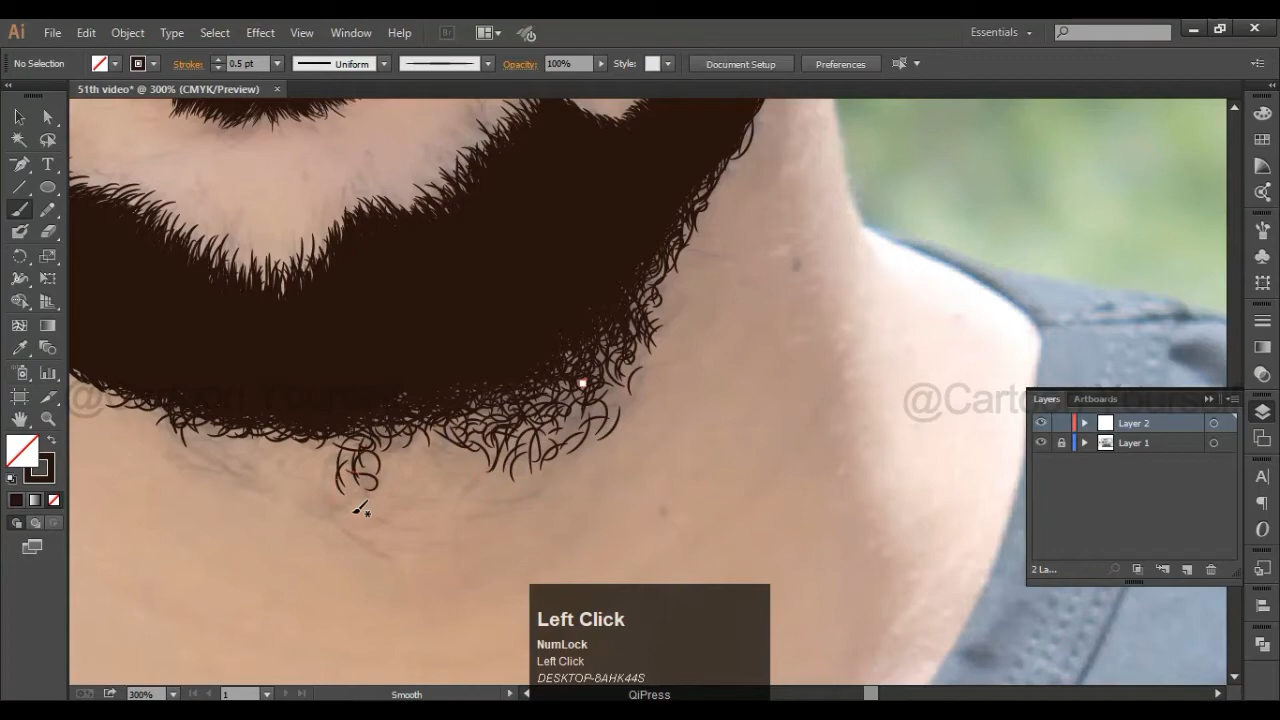 Ai File Edit Object Type Select Effect View Window Help Br Essentials
No Selection Stroke: 0.5 pt Uniform Opacity: 100% Style: Document Setup Preferences
51th video* @ 300% (CMYK/Preview) ×
Layers Artboards
Layer 2
Layer 1
2 La...
Left Click
NumLock
Left Click
DESKTOP-8AHK44S
QiPress
300% 1 Smooth